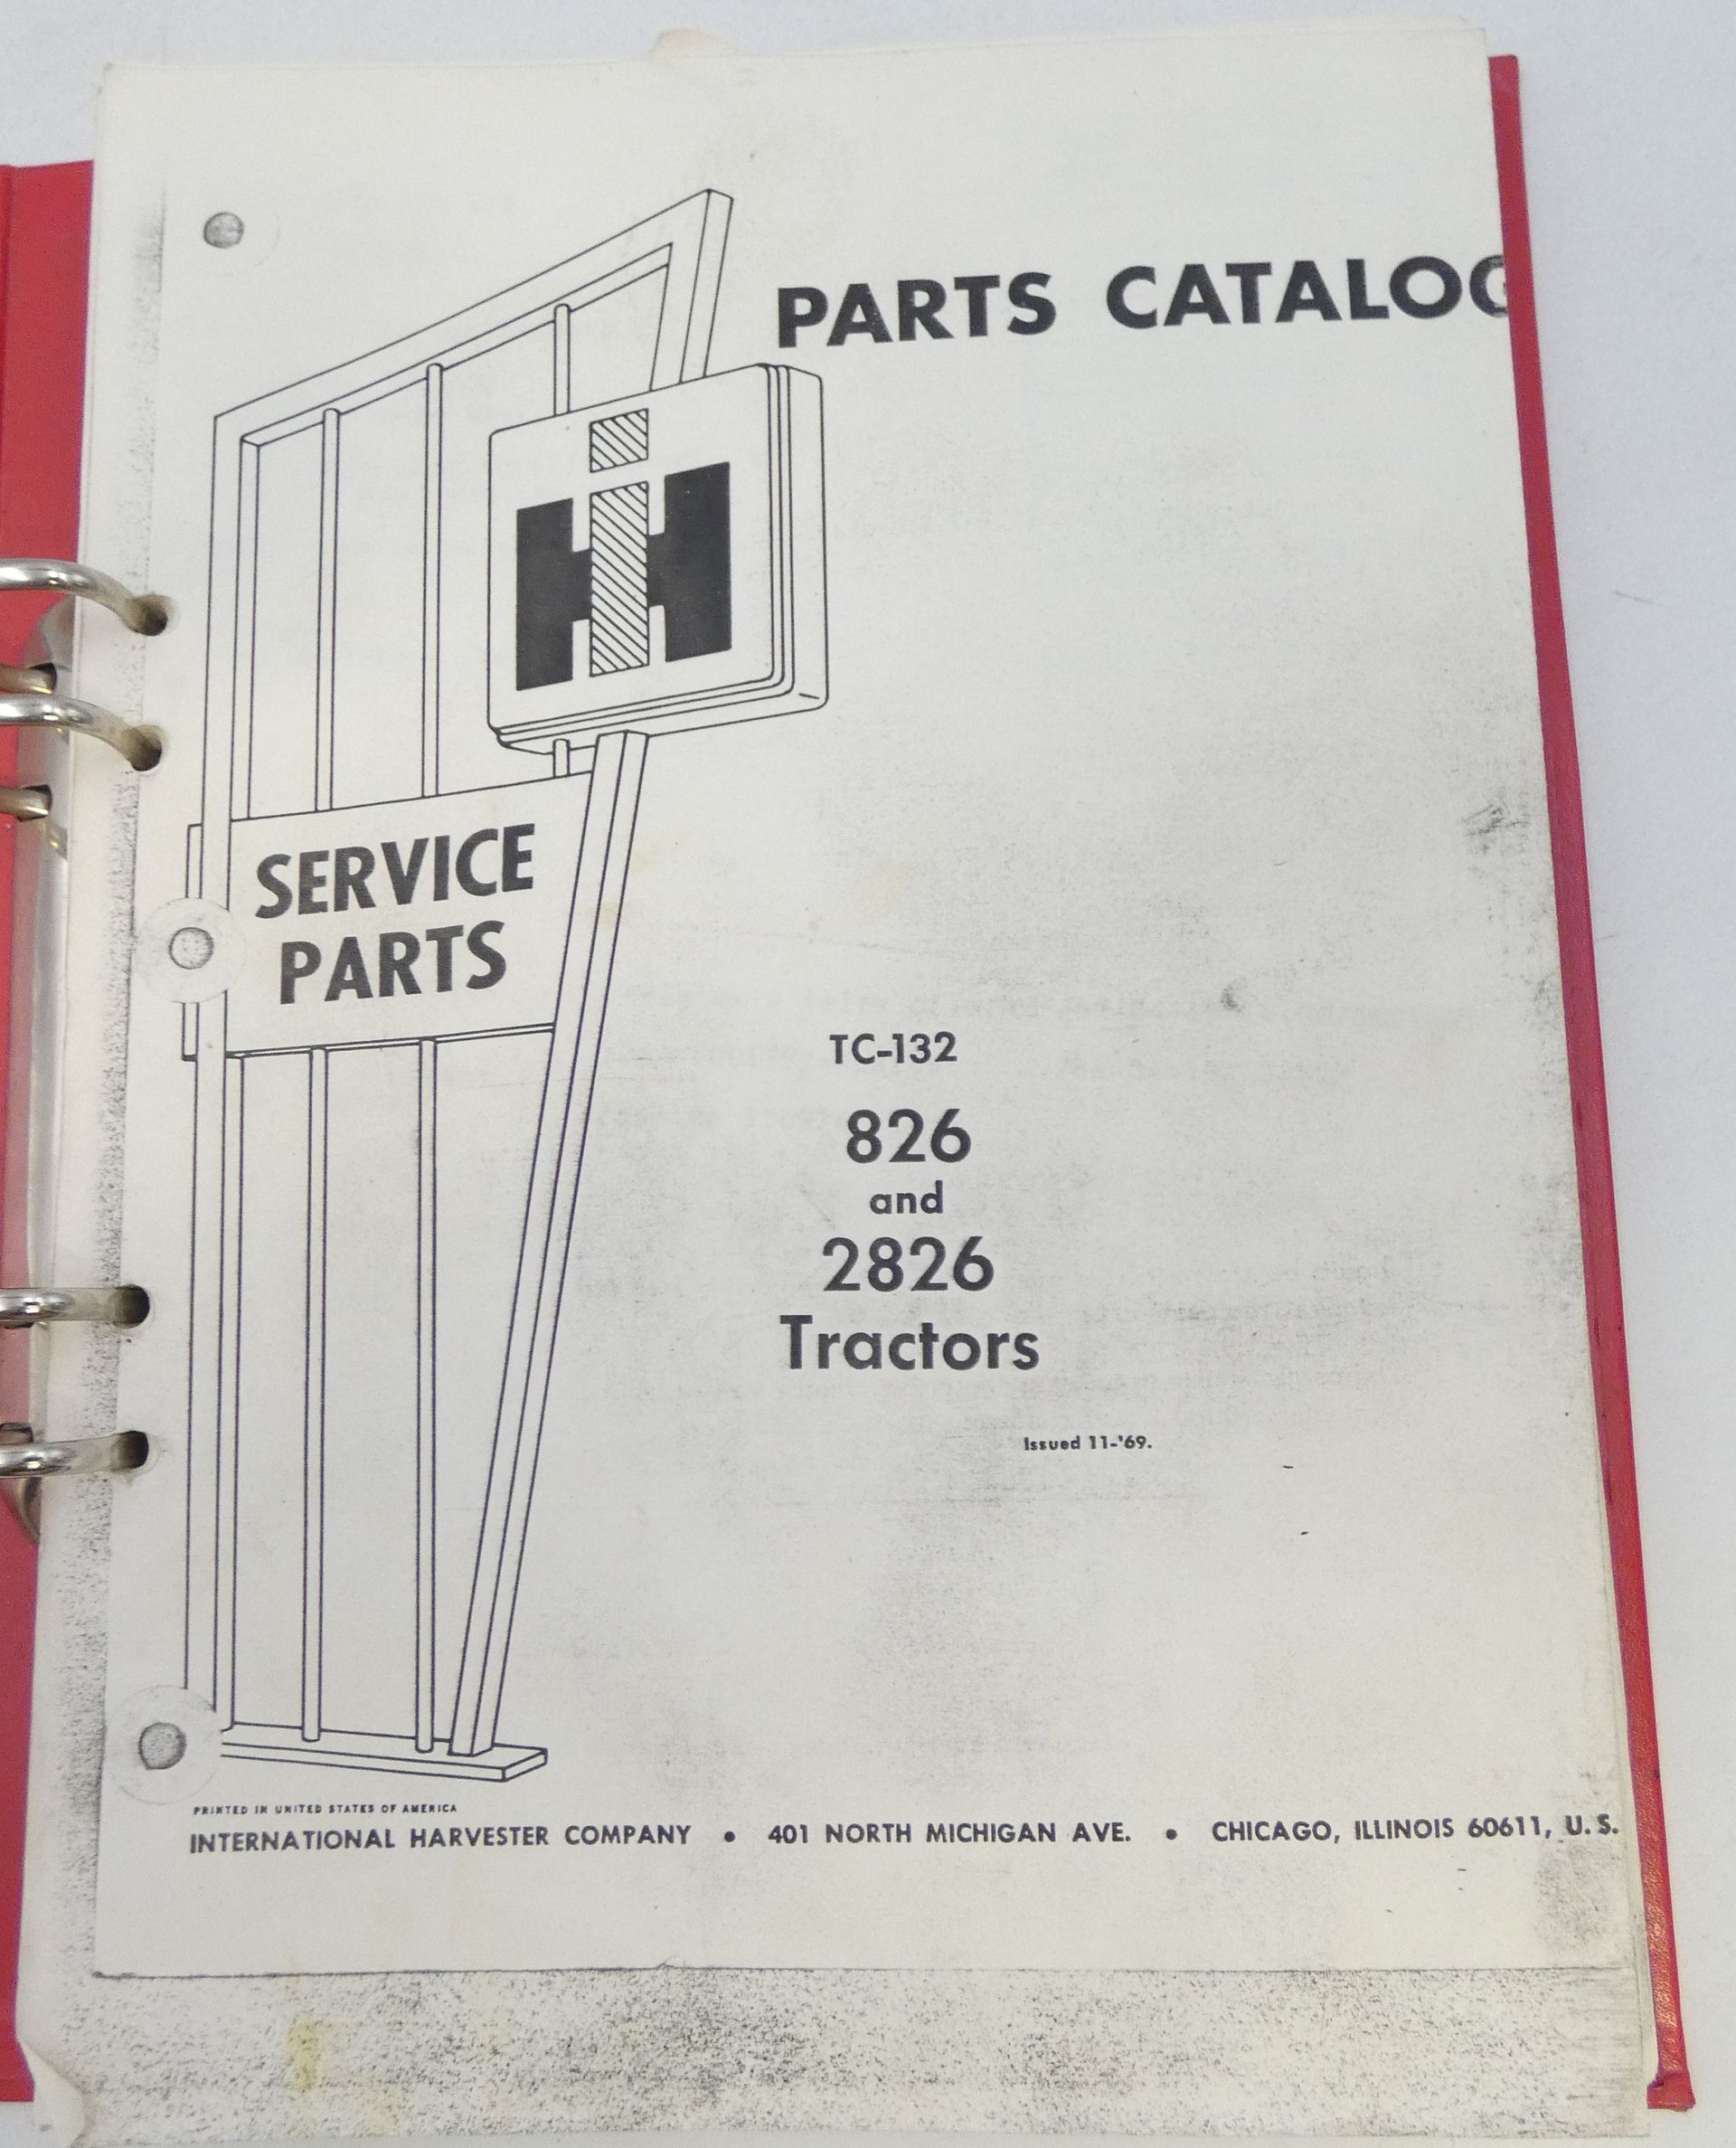 PARTS CATALOG
IH
SERVICE
PARTS
TC-132
826
and
2826
Tractors
Issued 11-'69.
PRINTED IN UNITED STATES OF AMERICA
INTERNATIONAL HARVESTER COMPANY • 401 NORTH MICHIGAN AVE. • CHICAGO, ILLINOIS 60611, U. S.